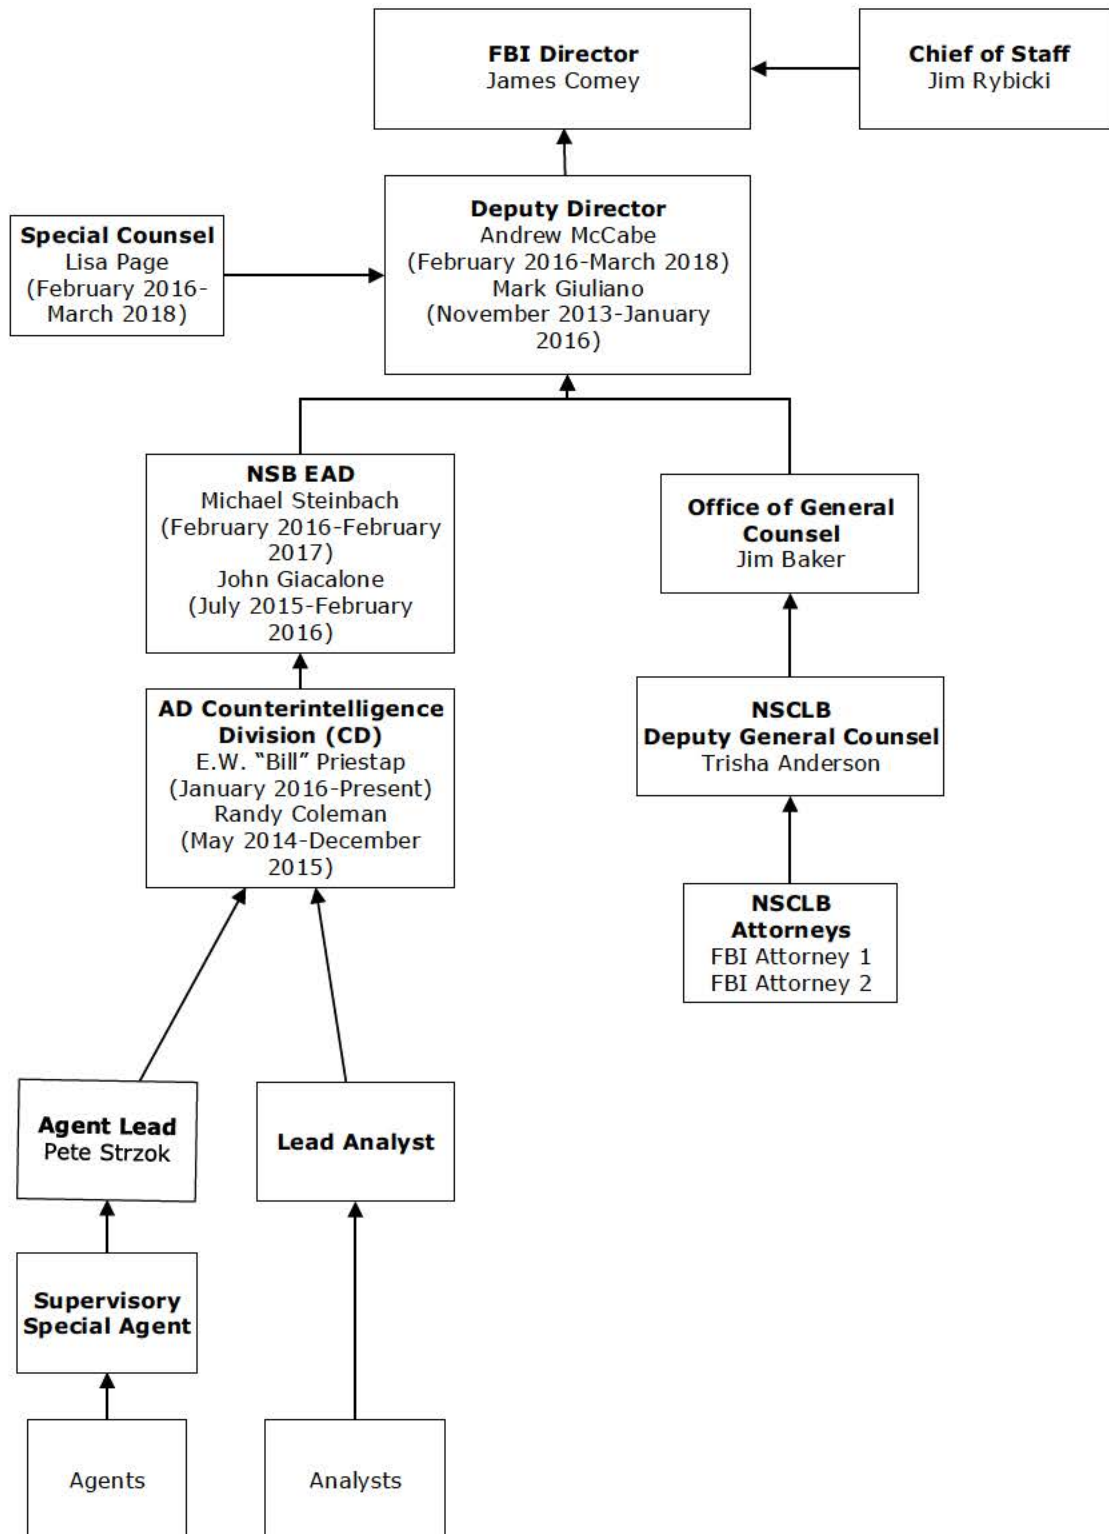 FBI Director
James Comey
Chief of Staff
Jim Rybicki
Deputy Director
Andrew McCabe
(February 2016-March 2018)
Mark Giuliano
(November 2013-January
2016)
Special Counsel
Lisa Page
(February 2016-
March 2018)
NSB EAD
Michael Steinbach
(February 2016-February
2017)
John Giacalone
(July 2015-February
2016)
Office of General
Counsel
Jim Baker
AD Counterintelligence
Division (CD)
E.W. “Bill” Priestap
(January 2016-Present)
Randy Coleman
(May 2014-December
2015)
NSCLB
Deputy General Counsel
Trisha Anderson
NSCLB
Attorneys
FBI Attorney 1
FBI Attorney 2
Agent Lead
Pete Strzok
Lead Analyst
Supervisory
Special Agent
Agents
Analysts